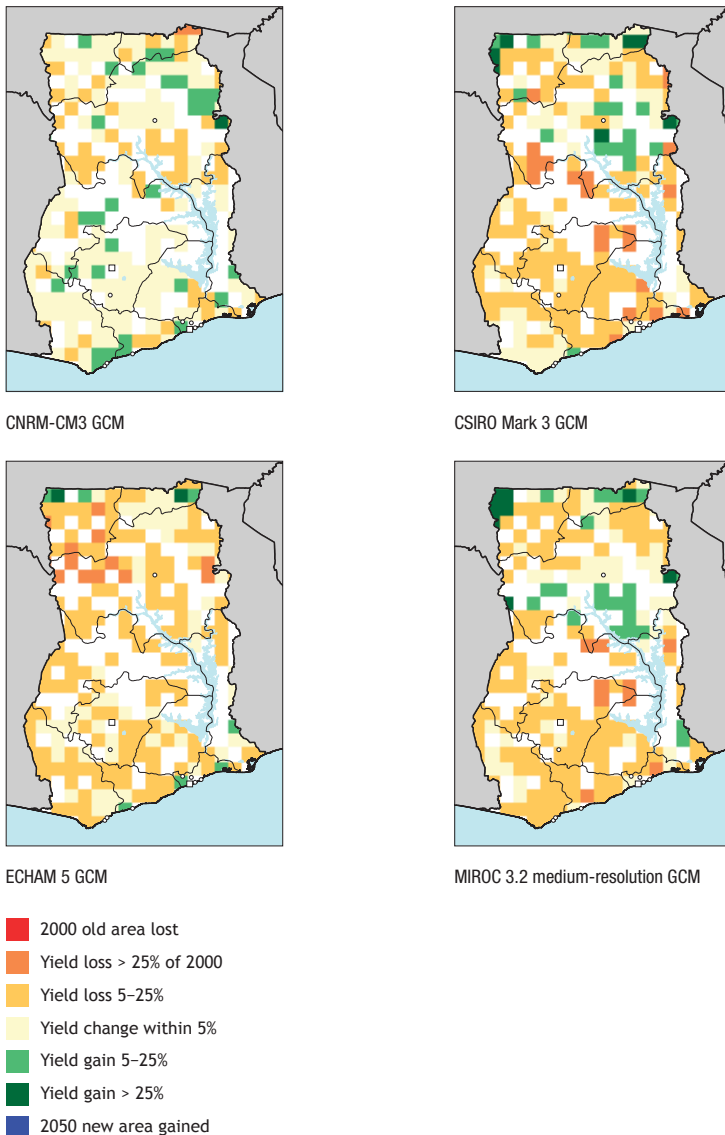 CNRM-CM3 GCM
CSIRO Mark 3 GCM
ECHAM 5 GCM
MIROC 3.2 medium-resolution GCM
2000 old area lost
Yield loss > 25% of 2000
Yield loss 5–25%
Yield change within 5%
Yield gain 5–25%
Yield gain > 25%
2050 new area gained